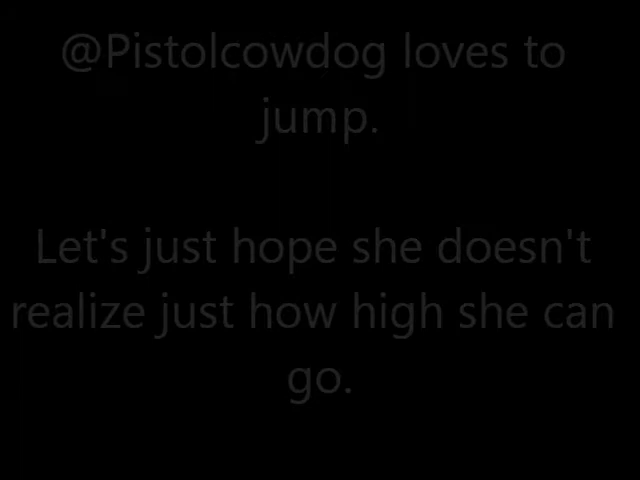 @Pistolcowdog loves to
jump.
Let's just hope she doesn't
realize just how high she can
go.